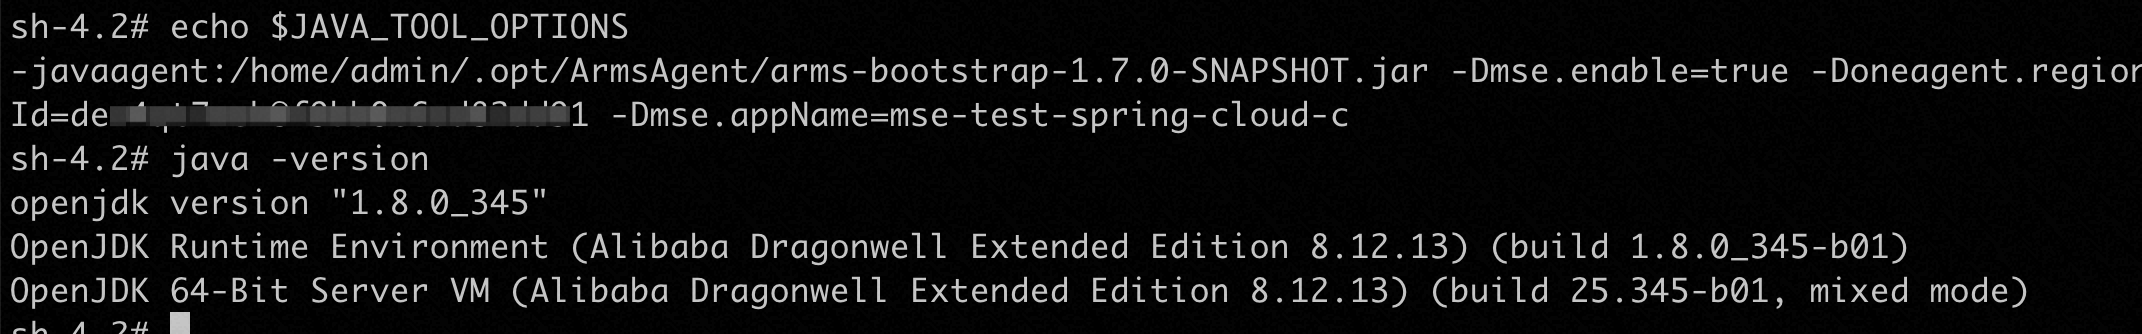 sh-4.2# echo $JAVA_TOOL_OPTIONS
-javaagent:/home/admin/.opt/ArmsAgent/arms-bootstrap-1.7.0-SNAPSHOT.jar -Dmse.enable=true -Doneagent.region
Id=de 1 -Dmse.appName=mse-test-spring-cloud-c
sh-4.2# java -version
openjdk version "1.8.0_345"
OpenJDK Runtime Environment (Alibaba Dragonwell Extended Edition 8.12.13) (build 1.8.0_345-b01)
OpenJDK 64-Bit Server VM (Alibaba Dragonwell Extended Edition 8.12.13) (build 25.345-b01, mixed mode)
sh-4.2#